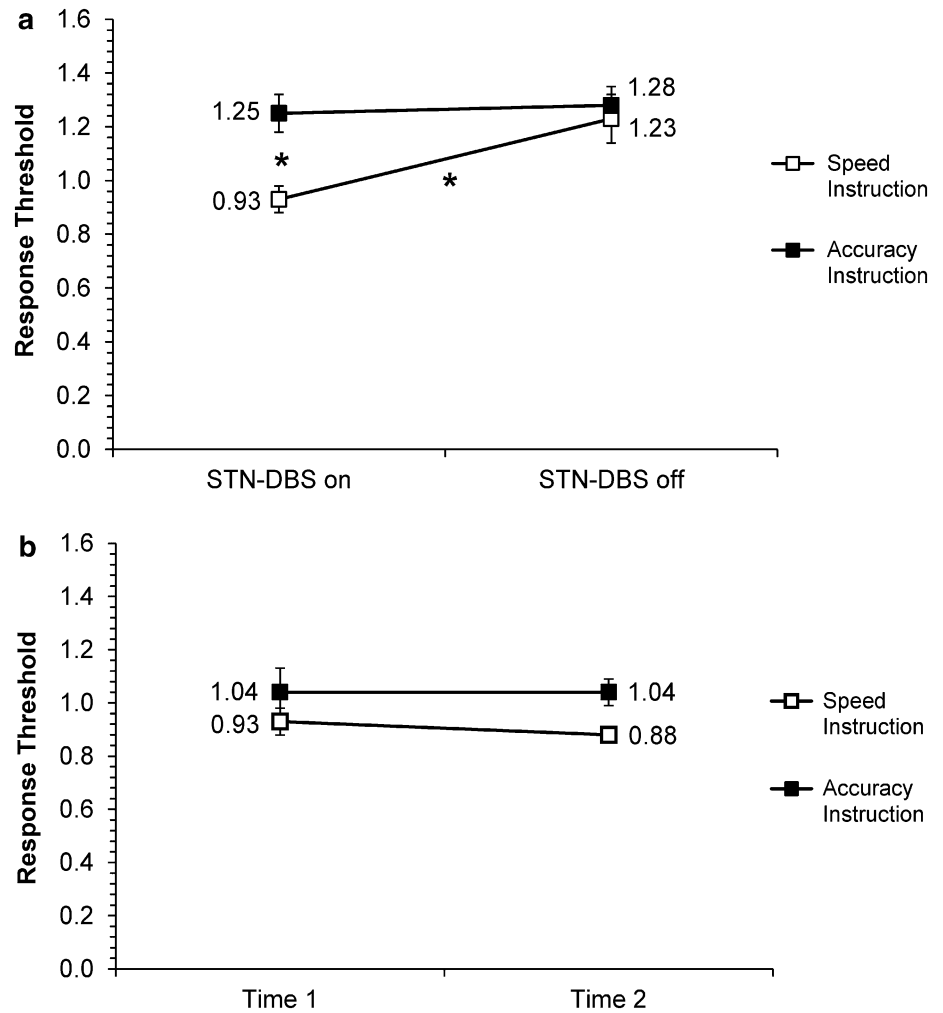 a
Response Threshold
1.6
1.4
1.2
1.0
0.8
0.6
0.4
0.2
0.0
1.25
*
0.93
*
1.28
1.23
STN-DBS on
STN-DBS off
Speed
Instruction
Accuracy
Instruction
b
Response Threshold
1.6
1.4
1.2
1.0
0.8
0.6
0.4
0.2
0.0
1.04
0.93
1.04
0.88
Time 1
Time 2
Speed
Instruction
Accuracy
Instruction